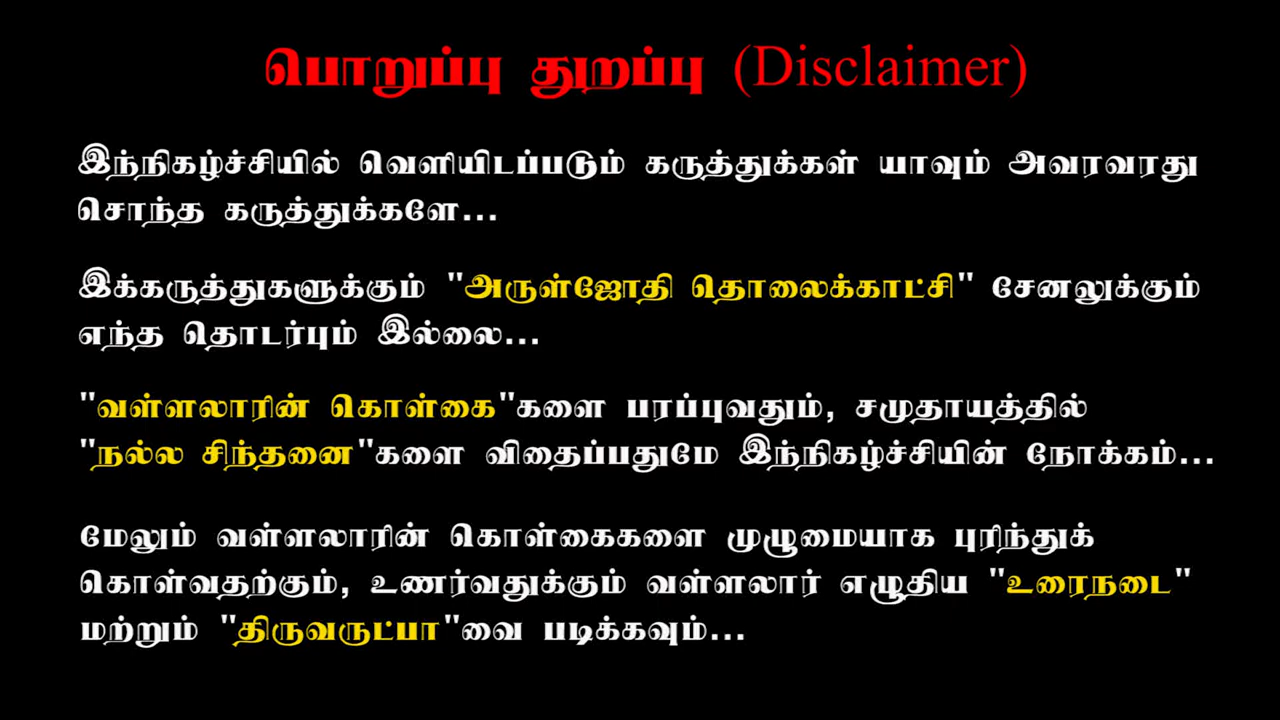 பொறுப்பு துறப்பு (Disclaimer)
இந்நிகழ்ச்சியில் வெளியிடப்படும் கருத்துக்கள் யாவும் அவரவரது
சொந்த கருத்துக்களே...
இக்கருத்துகளுக்கும் "அருள்ஜோதி தொலைக்காட்சி" சேனலுக்கும்
எந்த தொடர்பும் இல்லை...
"வள்ளலாரின் கொள்கை"களை பரப்புவதும், சமுதாயத்தில்
"நல்ல சிந்தனை"களை விதைப்பதுமே இந்நிகழ்ச்சியின் நோக்கம்...
மேலும் வள்ளலாரின் கொள்கைகளை முழுமையாக புரிந்துக்
கொள்வதற்கும், உணர்வதுக்கும் வள்ளலார் எழுதிய "உரைநடை"
மற்றும் "திருவருட்பா"வை படிக்கவும்...